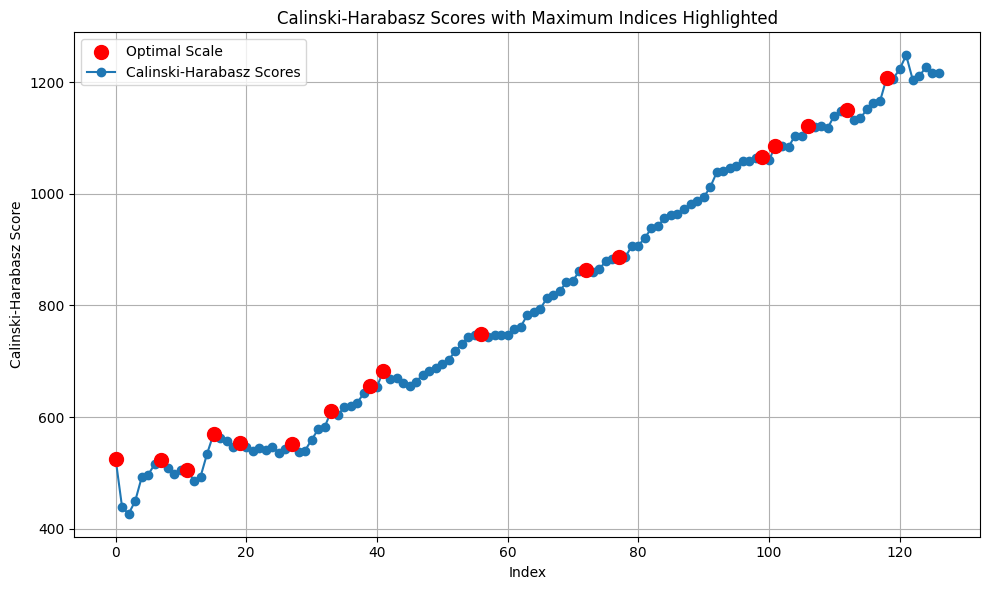 Calinski-Harabasz Scores with Maximum Indices Highlighted
Optimal Scale
Calinski-Harabasz Scores
Calinski-Harabasz Score
1200
1000
800
600
400
0 20 40 60 80 100 120
Index